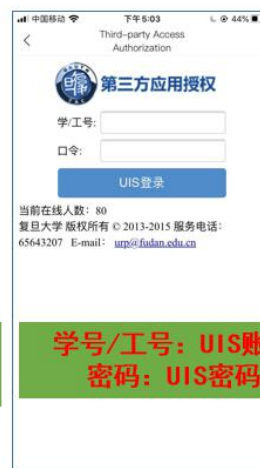 中国移动 下午5:03 44%
Third-party Access
Authorization
第三方应用授权
学/工号:
口令:
UIS登录
当前在线人数: 80
复旦大学 版权所有 © 2013-2015 服务电话:
65643207 E-mail: urp@fudan.edu.cn
学号/工号: UIS账
密码: UIS密码